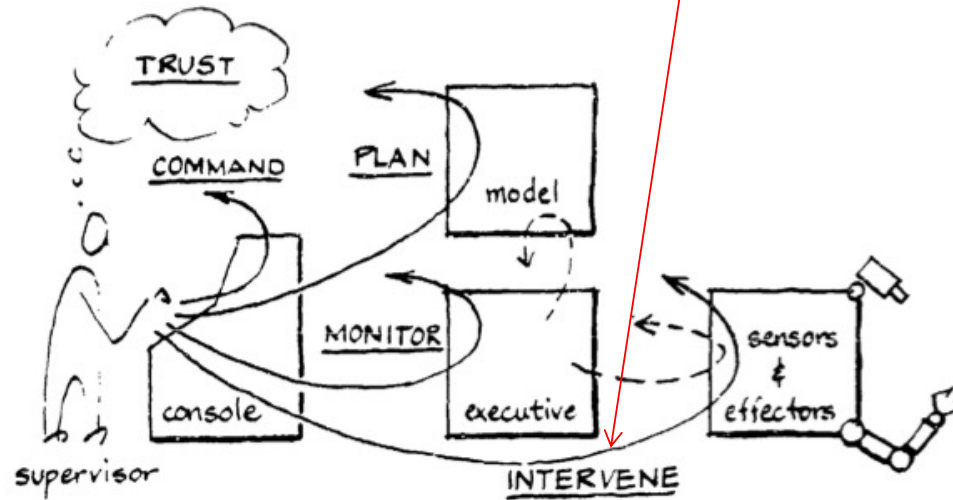 TRUST
COMMAND
PLAN
model
MONITOR
sensors
&
effectors
console
executive
supervisor
INTERVENE